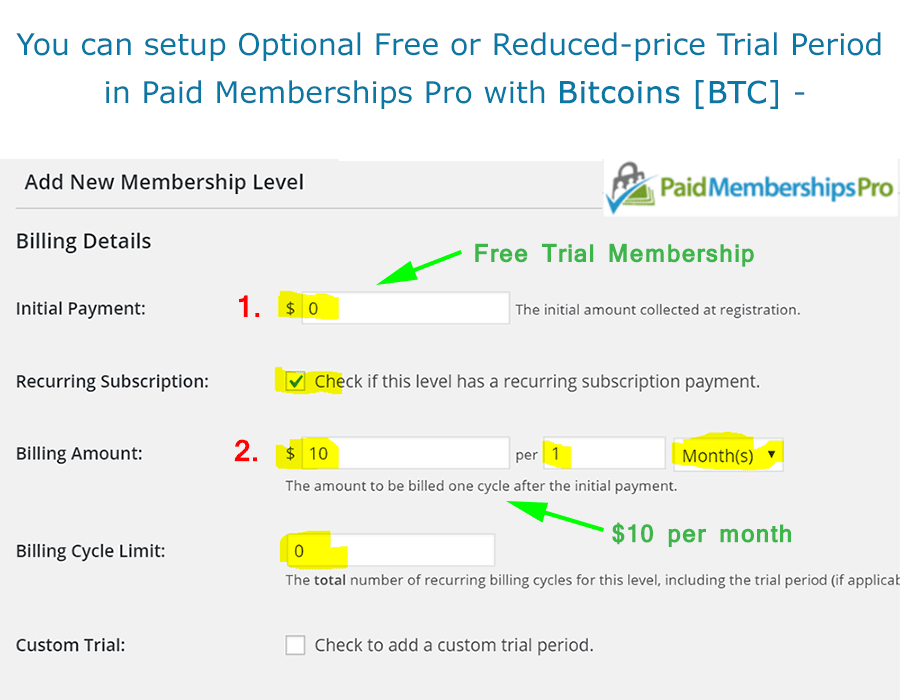 You can setup Optional Free or Reduced-price Trial Period
in Paid Memberships Pro with Bitcoins [BTC] -
Add New Membership Level
PaidMembershipsPro
Billing Details
Free Trial Membership
Initial Payment: 1. $ 0 The initial amount collected at registration.
Recurring Subscription: Check if this level has a recurring subscription payment.
Billing Amount: 2. $ 10 per 1 Month(s)
The amount to be billed one cycle after the initial payment.
$10 per month
Billing Cycle Limit: 0
The total number of recurring billing cycles for this level, including the trial period (if applicab
Custom Trial: Check to add a custom trial period.